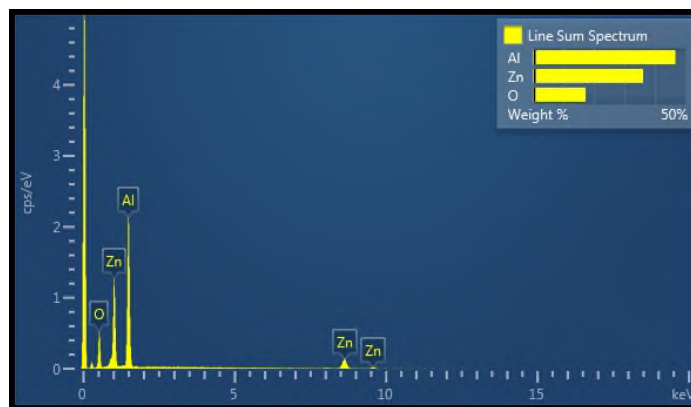 Line Sum Spectrum
Al
Zn
O
Weight % 50%
cps/eV
4
3
2
1
0
Al
Zn
O
Zn
Zn
0 5 10 15 keV